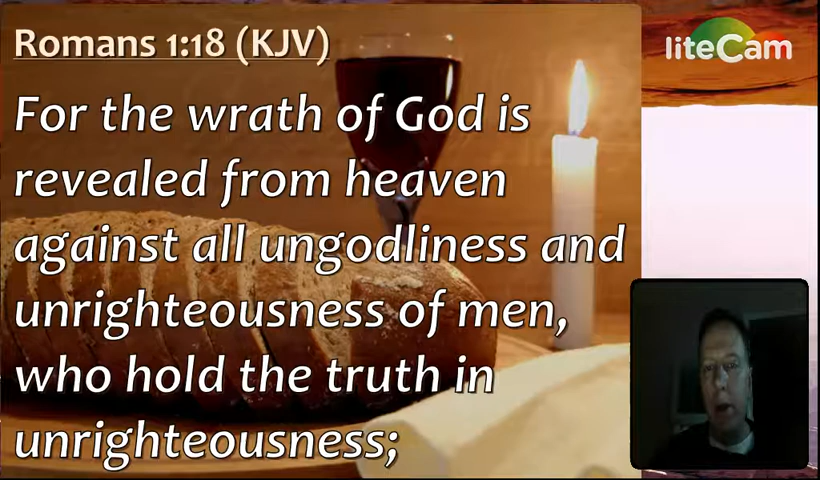 Romans 1:18 (KJV)
For the wrath of God is
revealed from heaven
against all ungodliness and
unrighteousness of men,
who hold the truth in
unrighteousness;
liteCam